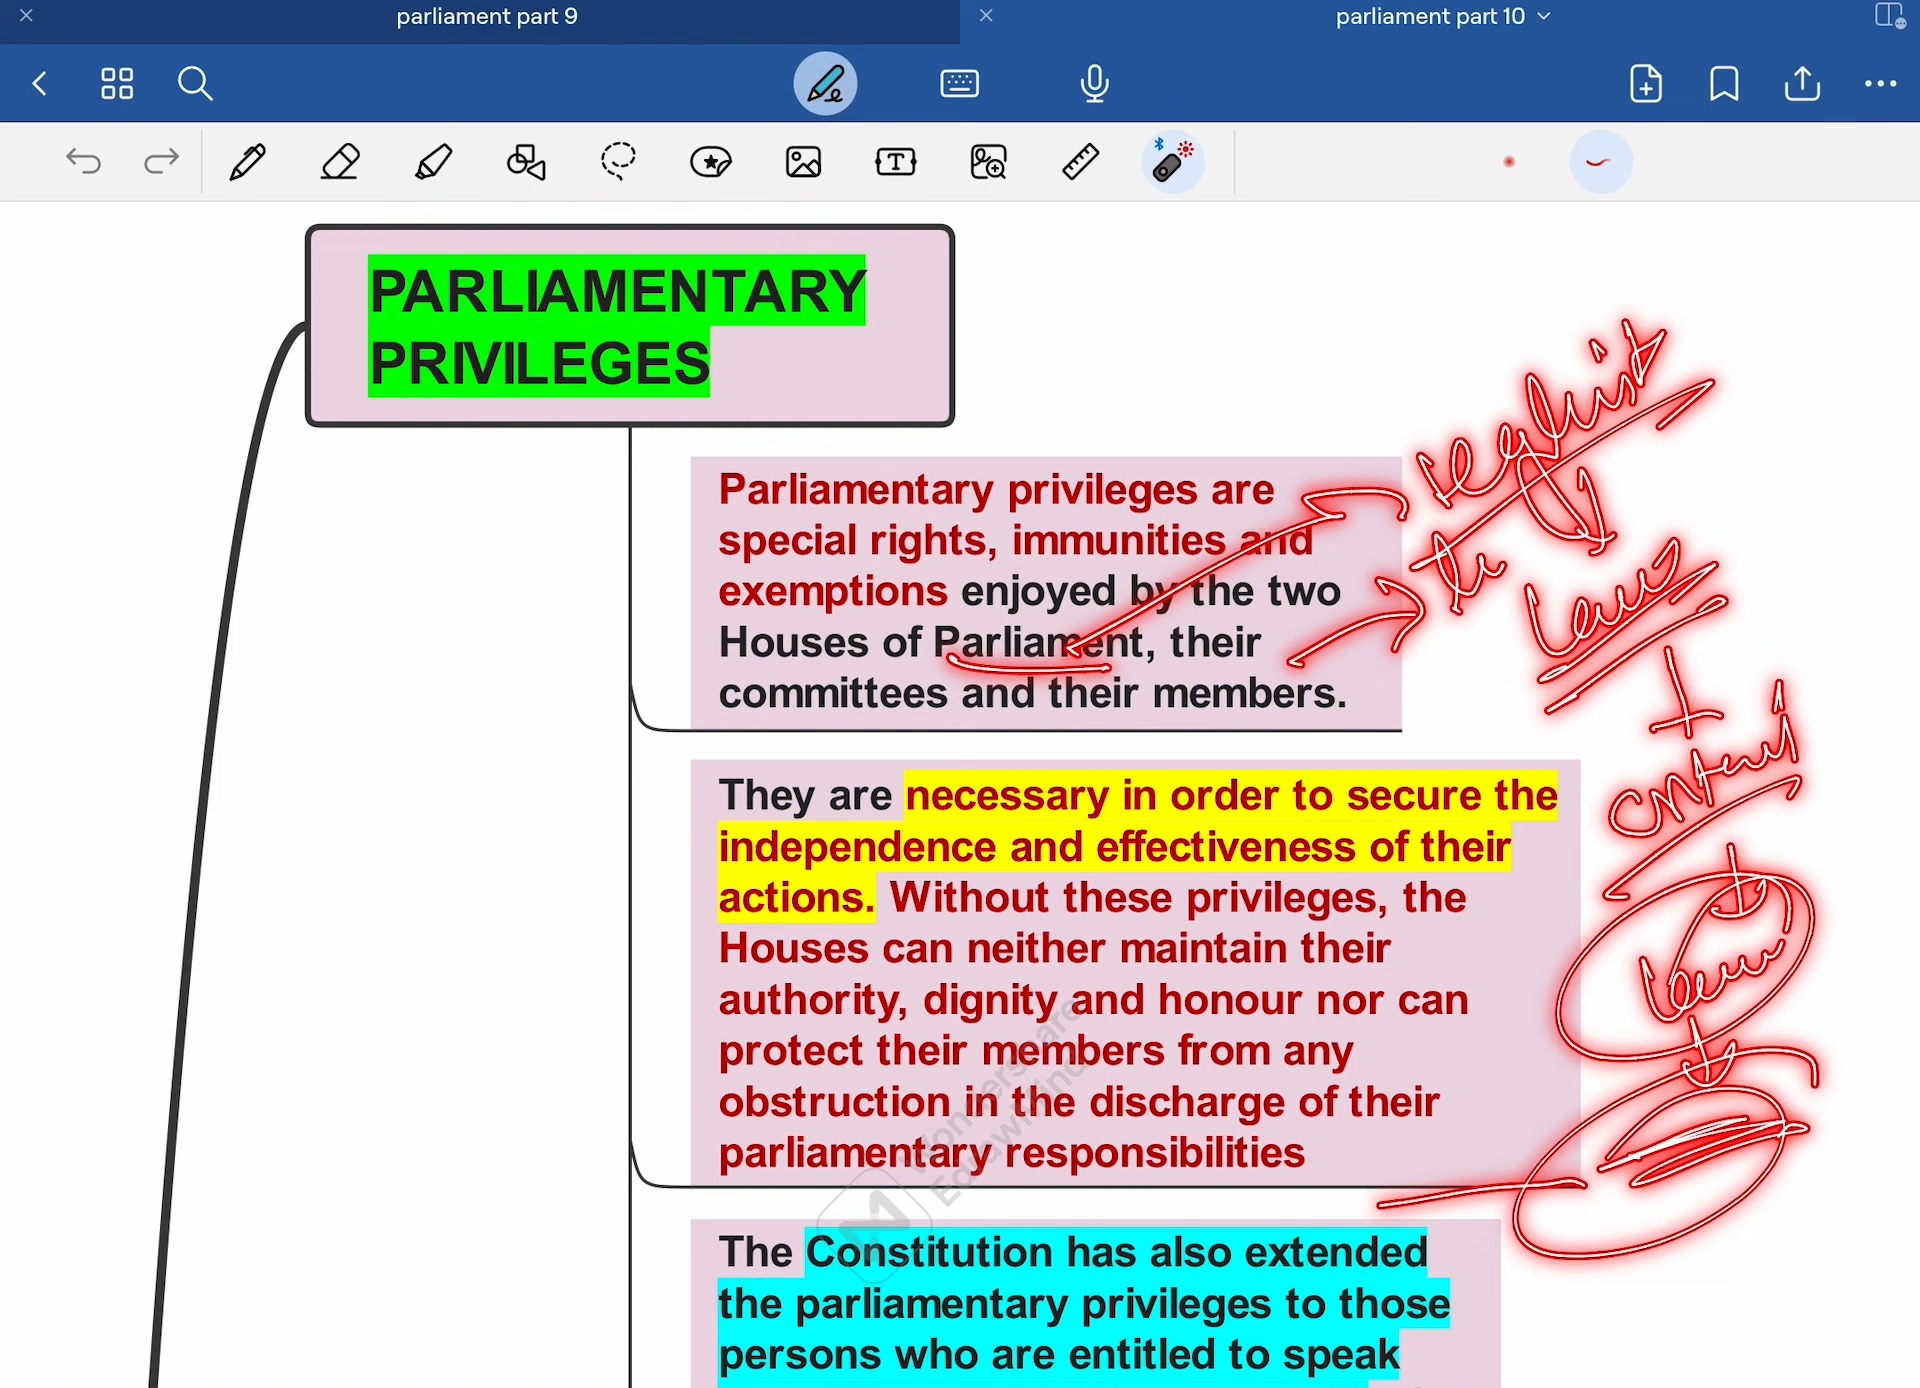 parliament part 9
parliament part 10
PARLIAMENTARY
PRIVILEGES
Parliamentary privileges are
special rights, immunities and
exemptions enjoyed by the two
Houses of Parliament, their
committees and their members.
They are necessary in order to secure the
independence and effectiveness of their
actions. Without these privileges, the
Houses can neither maintain their
authority, dignity and honour nor can
protect their members from any
obstruction in the discharge of their
parliamentary responsibilities
The Constitution has also extended
the parliamentary privileges to those
persons who are entitled to speak
Wondershare
EdrawMind